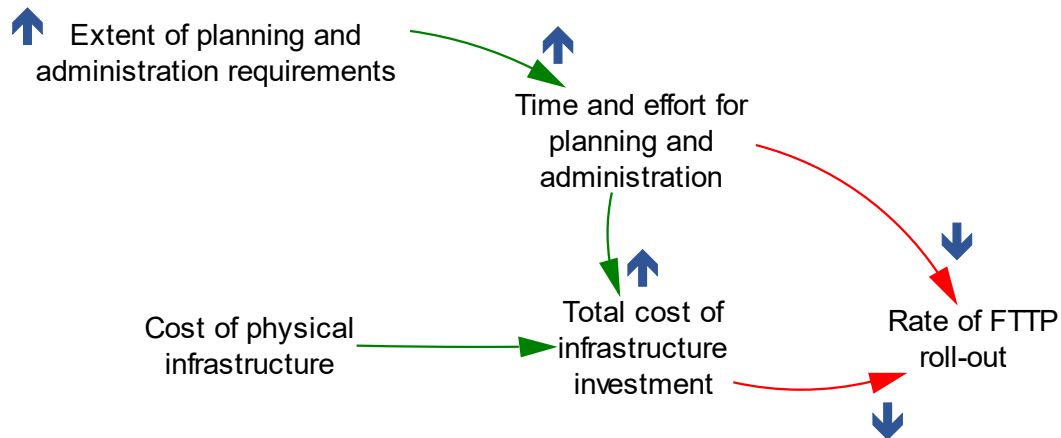 Extent of planning and
administration requirements
Time and effort for
planning and
administration
Cost of physical
infrastructure
Total cost of
infrastructure
investment
Rate of FTTP
roll-out